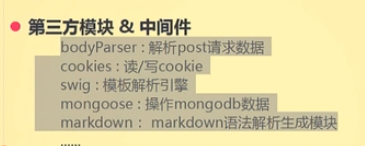 第三方模块 & 中间件
bodyParser : 解析post请求数据
cookies : 读/写cookie
swig : 模板解析引擎
mongoose : 操作mongodb数据
markdown： markdown语法解析生成模块
......